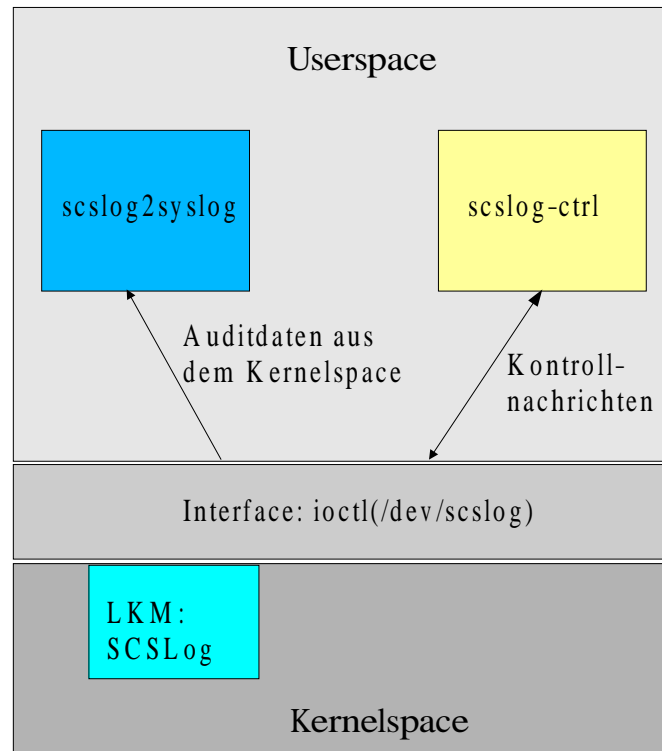 Userspace
scslog2syslog
scslog-ctrl
Auditdaten aus
dem Kernelspace
Kontroll-
nachrichten
Interface: ioctl(/dev/scslog)
LKM:
SCSLog
Kernelspace